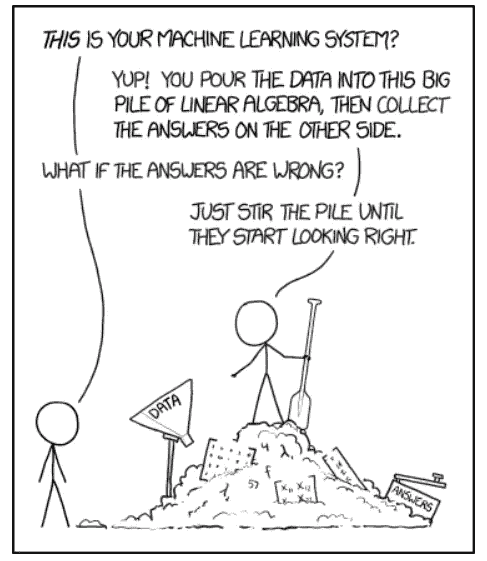 THIS IS YOUR MACHINE LEARNING SYSTEM?
YUP! YOU POUR THE DATA INTO THIS BIG
PILE OF LINEAR ALGEBRA, THEN COLLECT
THE ANSWERS ON THE OTHER SIDE.
WHAT IF THE ANSWERS ARE WRONG?
JUST STIR THE PILE UNTIL
THEY START LOOKING RIGHT.
DATA
4 λ
57
ANSWERS